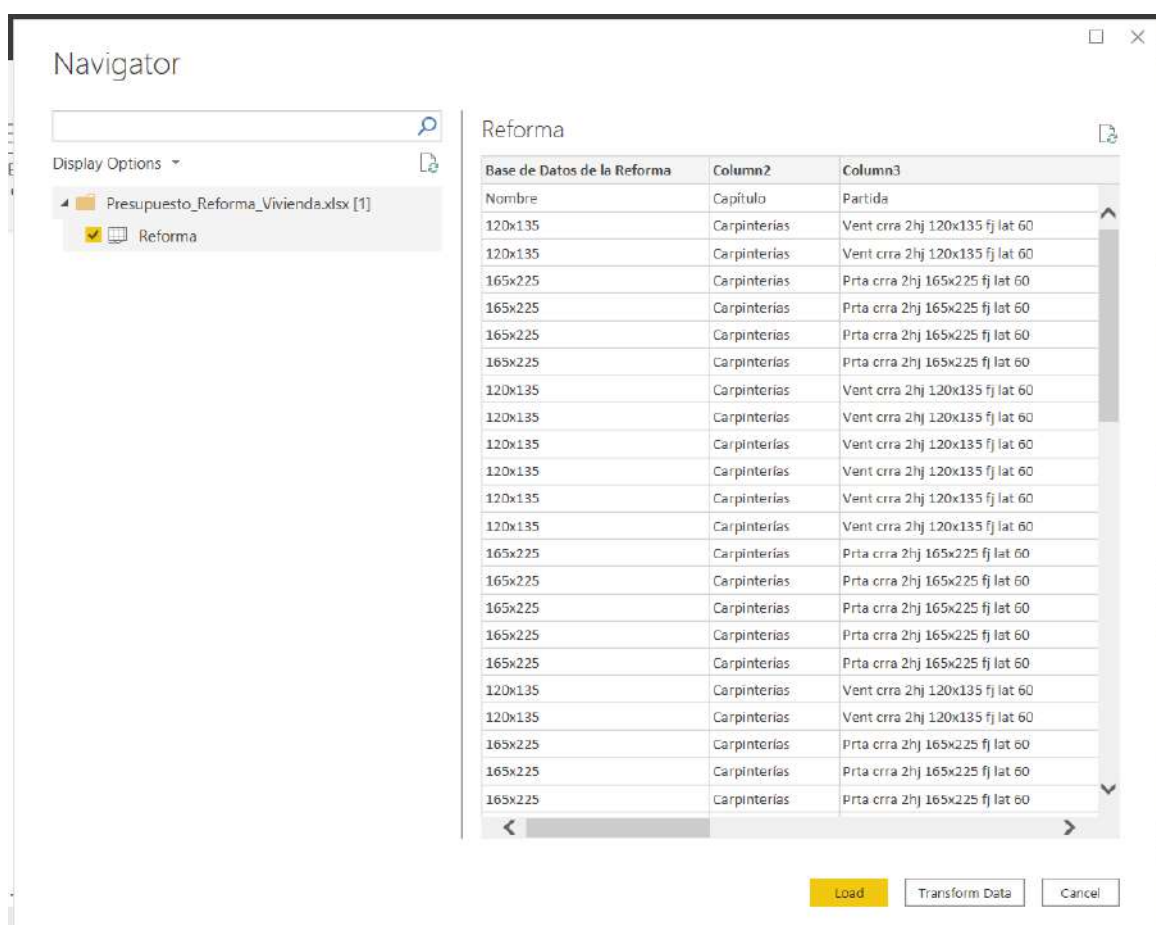 Navigator
Display Options
Presupuesto_Reforma_Vivienda.xlsx [1]
Reforma
Reforma
Base de Datos de la Reforma Column2 Column3
Nombre Capítulo Partida
120x135 Carpinterías Vent crra 2hj 120x135 fj lat 60
120x135 Carpinterías Vent crra 2hj 120x135 fj lat 60
165x225 Carpinterías Prta crra 2hj 165x225 fj lat 60
165x225 Carpinterías Prta crra 2hj 165x225 fj lat 60
165x225 Carpinterías Prta crra 2hj 165x225 fj lat 60
165x225 Carpinterías Prta crra 2hj 165x225 fj lat 60
120x135 Carpinterías Vent crra 2hj 120x135 fj lat 60
120x135 Carpinterías Vent crra 2hj 120x135 fj lat 60
120x135 Carpinterías Vent crra 2hj 120x135 fj lat 60
120x135 Carpinterías Vent crra 2hj 120x135 fj lat 60
120x135 Carpinterías Vent crra 2hj 120x135 fj lat 60
120x135 Carpinterías Vent crra 2hj 120x135 fj lat 60
165x225 Carpinterías Prta crra 2hj 165x225 fj lat 60
165x225 Carpinterías Prta crra 2hj 165x225 fj lat 60
165x225 Carpinterías Prta crra 2hj 165x225 fj lat 60
165x225 Carpinterías Prta crra 2hj 165x225 fj lat 60
165x225 Carpinterías Prta crra 2hj 165x225 fj lat 60
120x135 Carpinterías Vent crra 2hj 120x135 fj lat 60
120x135 Carpinterías Vent crra 2hj 120x135 fj lat 60
165x225 Carpinterías Prta crra 2hj 165x225 fj lat 60
165x225 Carpinterías Prta crra 2hj 165x225 fj lat 60
165x225 Carpinterías Prta crra 2hj 165x225 fj lat 60
Load Transform Data Cancel